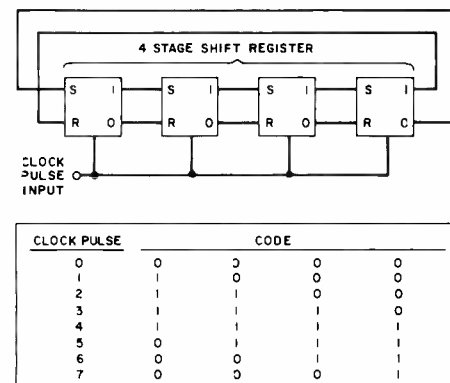 4 STAGE SHIFT REGISTER
S 1 S 1 S 1 S 1
R 0 R 0 R 0 R C
CLOCK
PULSE
INPUT
CLOCK PULSE CODE
0 0 0 0 0
1 1 0 0 0
2 1 1 0 0
3 1 1 1 0
4 1 1 1 1
5 0 1 1 1
6 0 0 1 1
7 0 0 0 1